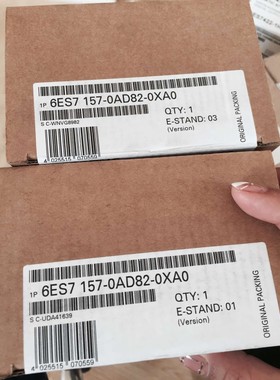 1P 6ES7 157-0AD82-0XA0
S C-WNVG8982
QTY: 1
E-STAND: 03
(Version)
4 025515 070559
ORIGINAL PACKING
1P 6ES7 157-0AD82-0XA0
S C-UDA41639
QTY: 1
E-STAND: 01
(Version)
4 025515 070559
ORIGINAL PACKING